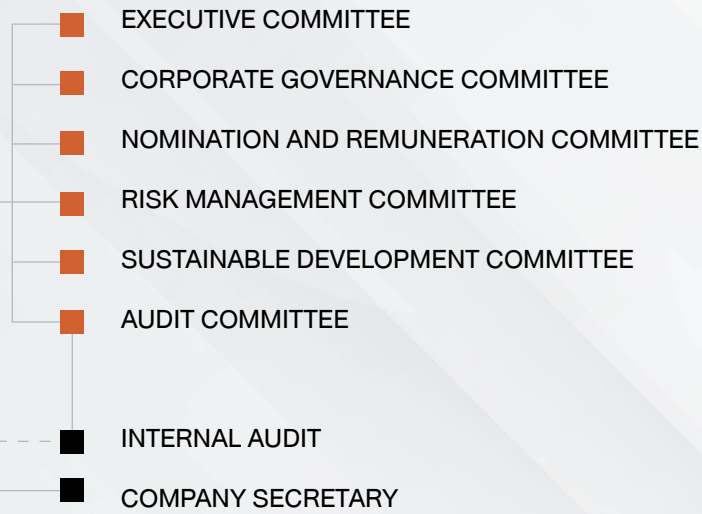 EXECUTIVE COMMITTEE
CORPORATE GOVERNANCE COMMITTEE
NOMINATION AND REMUNERATION COMMITTEE
RISK MANAGEMENT COMMITTEE
SUSTAINABLE DEVELOPMENT COMMITTEE
AUDIT COMMITTEE
INTERNAL AUDIT
COMPANY SECRETARY